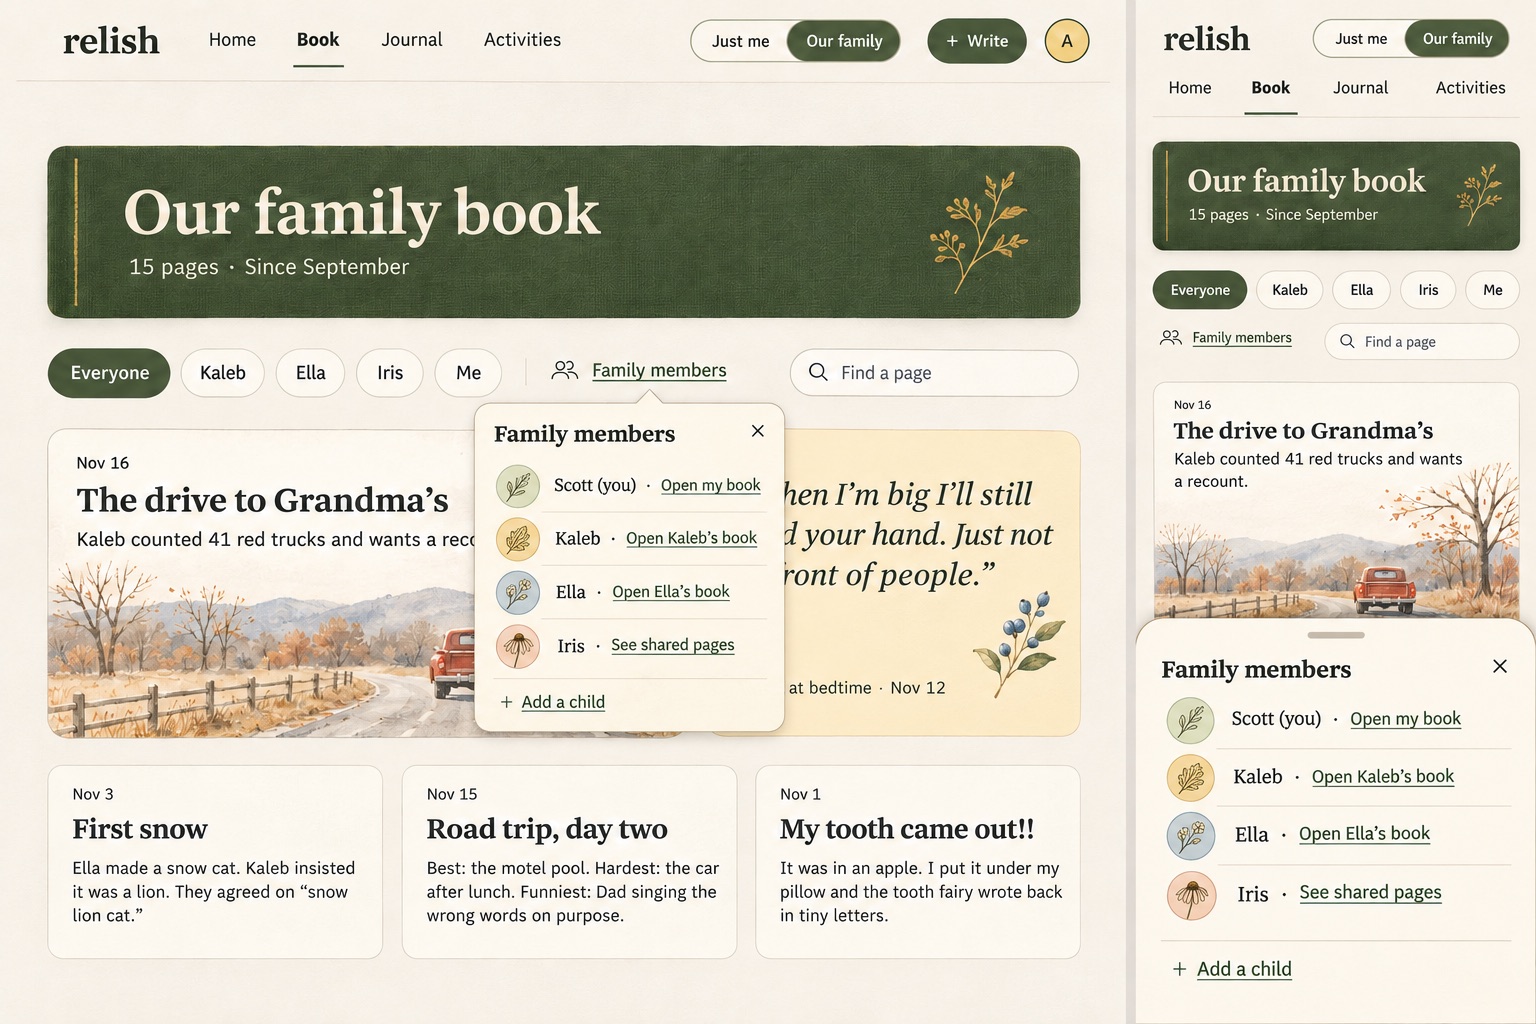 relish
Home
Book
Journal
Activities
Just me
Our family
+ Write
A
Our family book
15 pages · Since September
Everyone
Kaleb
Ella
Iris
Me
Family members
Find a page
Nov 16
The drive to Grandma’s
Kaleb counted 41 red trucks and wants a
Family members
Scott (you) · Open my book
Kaleb · Open Kaleb’s book
Ella · Open Ella’s book
Iris · See shared pages
+ Add a child
I’m big I’ll still
your hand. Just not
of people.”
at bedtime · Nov 12
Nov 3
First snow
Ella made a snow cat. Kaleb insisted
it was a lion. They agreed on “snow
lion cat.”
Nov 15
Road trip, day two
Best: the motel pool. Hardest: the car
after lunch. Funniest: Dad singing the
wrong words on purpose.
Nov 1
My tooth came out!!
It was in an apple. I put it under my
pillow and the tooth fairy wrote back
in tiny letters.
relish
Just me
Our family
Home
Book
Journal
Activities
Our family book
15 pages · Since September
Everyone
Kaleb
Ella
Iris
Me
Family members
Find a page
Nov 16
The drive to Grandma’s
Kaleb counted 41 red trucks and wants
a recount.
Family members
Scott (you) · Open my book
Kaleb · Open Kaleb’s book
Ella · Open Ella’s book
Iris · See shared pages
+ Add a child